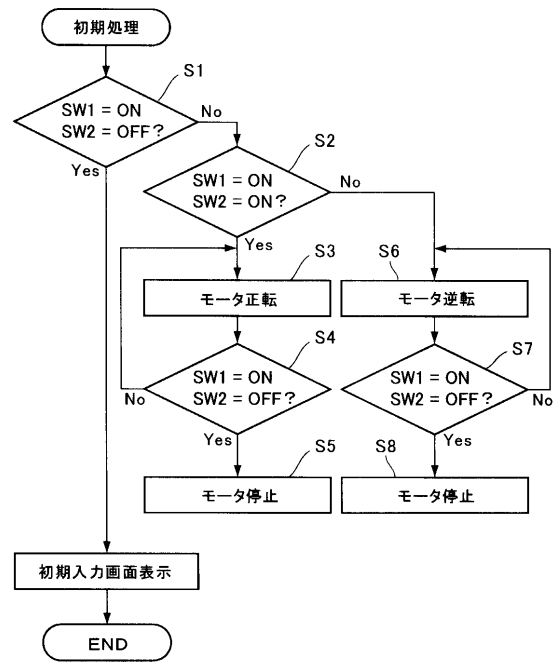 初期処理
S1
SW1 = ON
SW2 = OFF?
No
Yes
S2
SW1 = ON
SW2 = ON?
No
Yes
S3
モータ正転
S6
モータ逆転
S4
SW1 = ON
SW2 = OFF?
No
Yes
S7
SW1 = ON
SW2 = OFF?
No
Yes
S5
モータ停止
S8
モータ停止
初期入力画面表示
END